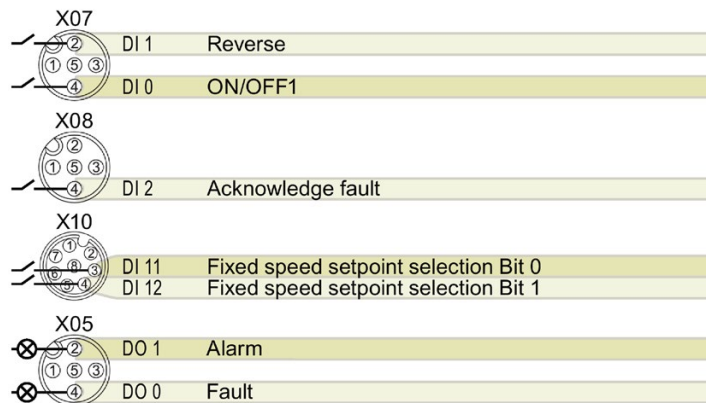 X07
② DI 1 Reverse
① ⑤ ③
④ DI 0 ON/OFF1
X08
②
① ⑤ ③
④ DI 2 Acknowledge fault
X10
①
⑦ ②
⑧ ③ DI 11 Fixed speed setpoint selection Bit 0
⑥ ⑤ ④ DI 12 Fixed speed setpoint selection Bit 1
X05
② DO 1 Alarm
① ⑤ ③
④ DO 0 Fault